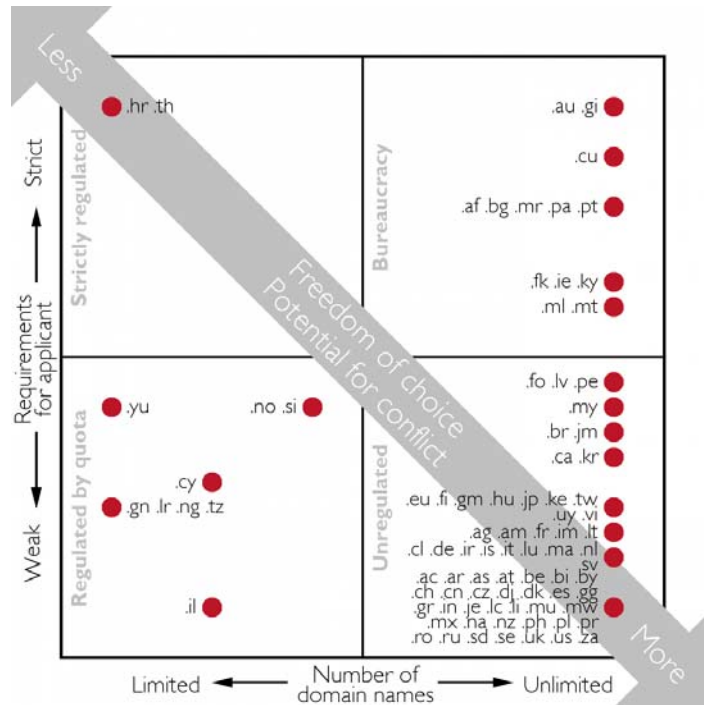 Less
.hr .th
.au .gi
.cu
.af .bg .mr .pa .pt
.fk .ie .ky
.ml .mt
Strictly regulated
Bureaucracy
Strict
Requirements
for applicant
Weak
Freedom of choice
Potential for conflict
.yu
.no .si
.cy
.gn .lr .ng .tz
.il
Regulated by quota
Unregulated
.fo .lv .pe
.my
.br .jm
.ca .kr
.eu .fi .gm .hu .jp .ke .tw
.uy .vi
.ag .am .fr .im .lt
.cl .de .ir .is .it .lu .ma .nl
sv
.ac .ar .as .at .be .bi .by
.ch .cn .cz .dj .dk .es .gg
.gr .in .je .lc .li .mu .mw
.mx .na .nz .ph .pl .pr
.ro .ru .sd .se .uk .us .za
More
Limited
Number of
domain names
Unlimited